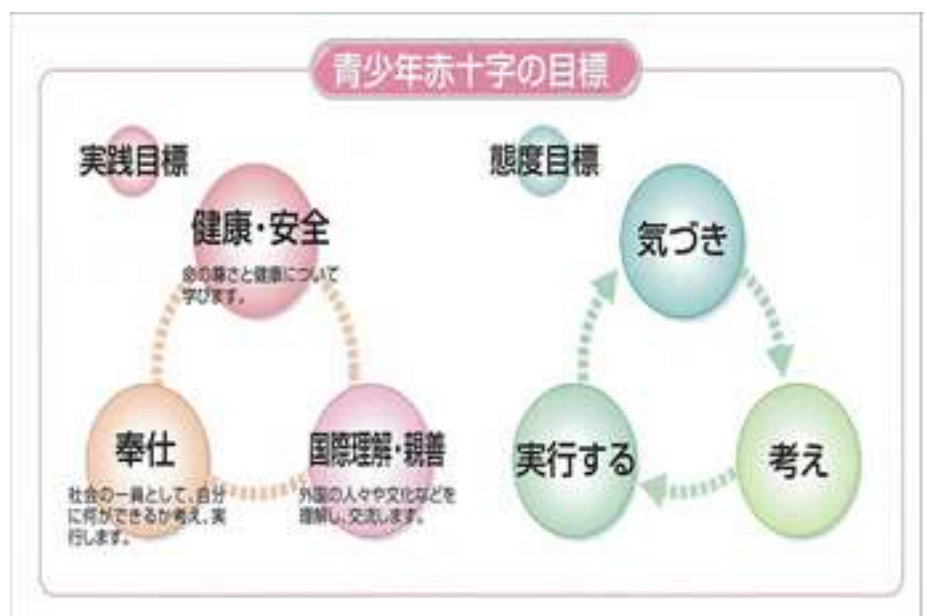 青少年赤十字の目標
実践目標
健康・安全
命の尊さと健康について
学びます。
奉仕
社会の一員として、自分
に何ができるか考え、実
行します。
国際理解・親善
外国の人々や文化などを
理解し、交流します。
態度目標
気づき
考え
実行する